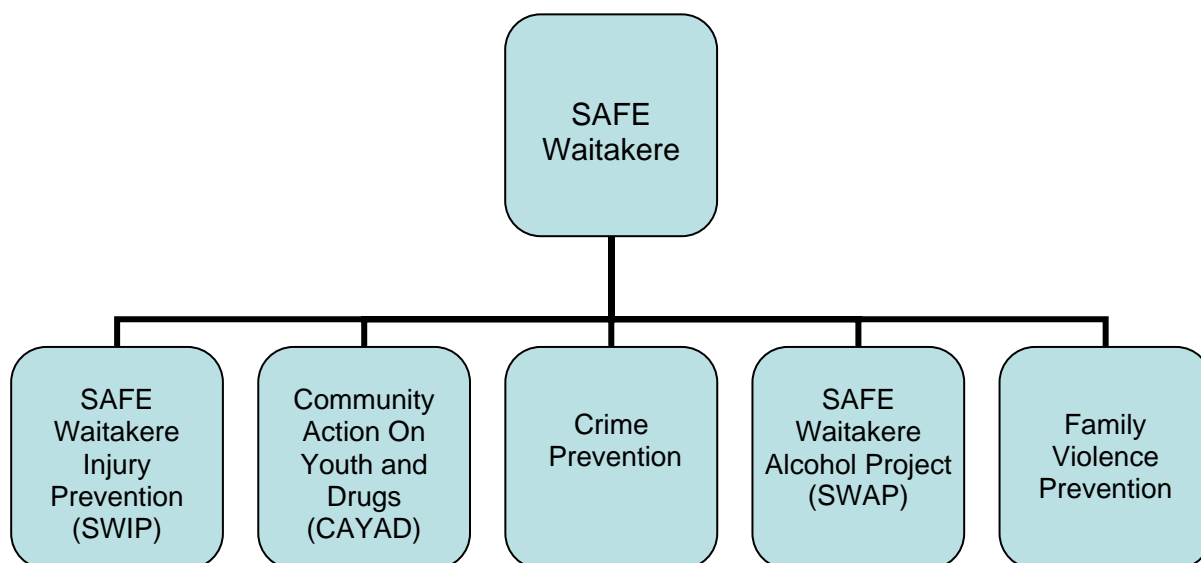 SAFE
Waitakere
SAFE
Waitakere
Injury
Prevention
(SWIP)
Community
Action On
Youth and
Drugs
(CAYAD)
Crime
Prevention
SAFE
Waitakere
Alcohol Project
(SWAP)
Family
Violence
Prevention